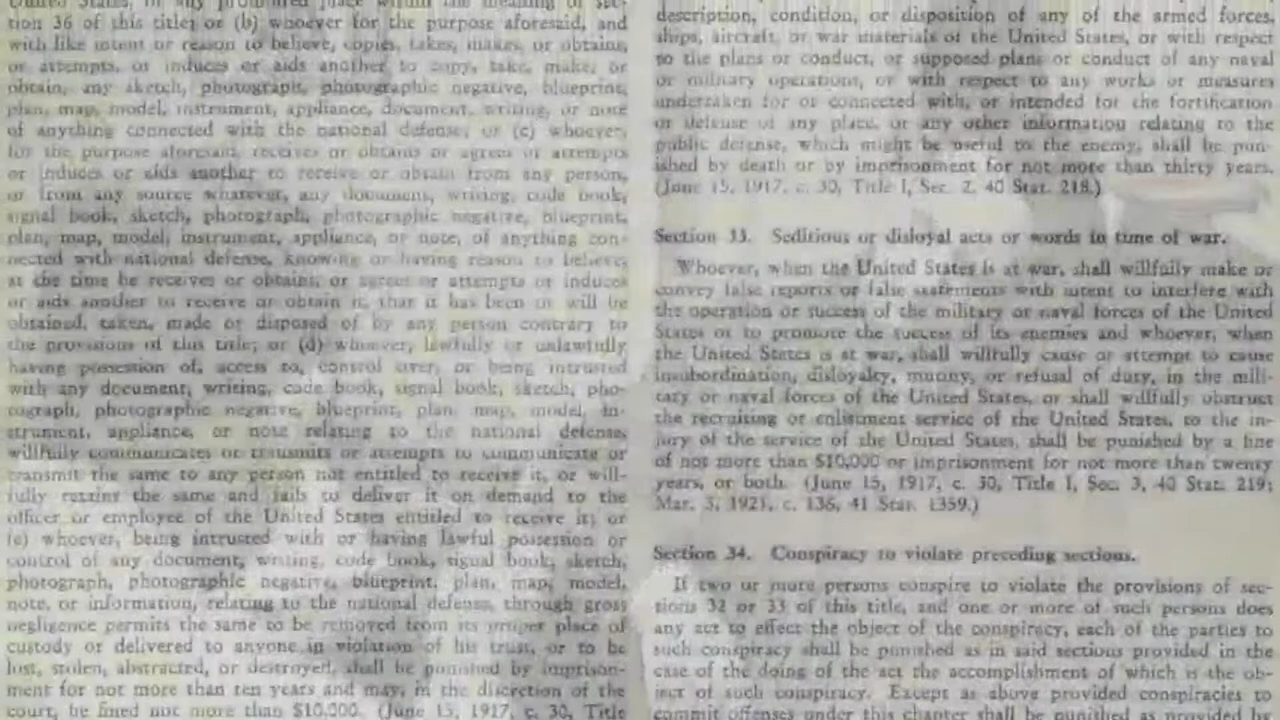 United States, or any prohibited place within the meaning of sec-
tion 36 of this title; or (b) whoever for the purpose aforesaid, and
with like intent or reason to believe, copies, takes, makes, or obtains,
or attempts, or induces or aids another to copy, take, make, or
obtain, any sketch, photograph, photographic negative, blueprint,
plan, map, model, instrument, appliance, document, writing, or note
of anything connected with the national defense; or (c) whoever,
for the purpose aforesaid, receives or obtains or agrees or attempts
or induces or aids another to receive or obtain from any person,
or from any source whatever, any document, writing, code book,
signal book, sketch, photograph, photographic negative, blueprint,
plan, map, model, instrument, appliance, or note, of anything con-
nected with national defense, knowing or having reason to believe,
at the time he receives or obtains, or agrees or attempts or induces
or aids another to receive or obtain it, that it has been or will be
obtained, taken, made or disposed of by any person contrary to
the provisions of this title; or (d) whoever, lawfully or unlawfully
having possession of, access to, control over, or being intrusted
with any document, writing, code book, signal book, sketch, pho-
tograph, photographic negative, blueprint, plan, map, model, in-
strument, appliance, or note relating to the national defense,
willfully communicates or transmits or attempts to communicate or
transmit the same to any person not entitled to receive it, or will-
fully retains the same and fails to deliver it on demand to the
officer or employee of the United States entitled to receive it; or
(e) whoever, being intrusted with or having lawful possession or
control of any document, writing, code book, signal book, sketch,
photograph, photographic negative, blueprint, plan, map, model,
note, or information, relating to the national defense, through gross
negligence permits the same to be removed from its proper place of
custody or delivered to anyone in violation of his trust, or to be
lost, stolen, abstracted, or destroyed, shall be punished by imprison-
ment for not more than ten years and may, in the discretion of the
court, be fined not more than $10,000. (June 15, 1917, c. 30, Title
description, condition, or disposition of any of the armed forces,
ships, aircraft, or war materials of the United States, or with respect
to the plans or conduct, or supposed plans or conduct of any naval
or military operations, or with respect to any works or measures
undertaken for or connected with, or intended for the fortification
or defense of any place, or any other information relating to the
public defense, which might be useful to the enemy, shall be pun-
ished by death or by imprisonment for not more than thirty years.
(June 15, 1917, c. 30, Title I, Sec. 2, 40 Stat. 218.)
Section 33. Seditious or disloyal acts or words in time of war.
Whoever, when the United States is at war, shall willfully make or
convey false reports or false statements with intent to interfere with
the operation or success of the military or naval forces of the United
States or to promote the success of its enemies and whoever, when
the United States is at war, shall willfully cause or attempt to cause
insubordination, disloyalty, mutiny, or refusal of duty, in the mili-
tary or naval forces of the United States, or shall willfully obstruct
the recruiting or enlistment service of the United States, to the in-
jury of the service of the United States, shall be punished by a fine
of not more than $10,000 or imprisonment for not more than twenty
years, or both. (June 15, 1917, c. 30, Title I, Sec. 3, 40 Stat. 219;
Mar. 3, 1921, c. 136, 41 Stat. 1359.)
Section 34. Conspiracy to violate preceding sections.
If two or more persons conspire to violate the provisions of sec-
tions 32 or 33 of this title, and one or more of such persons does
any act to effect the object of the conspiracy, each of the parties to
such conspiracy shall be punished as in said sections provided in the
case of the doing of the act the accomplishment of which is the ob-
ject of such conspiracy. Except as above provided conspiracies to
commit offenses under this chapter shall be punished as provided by